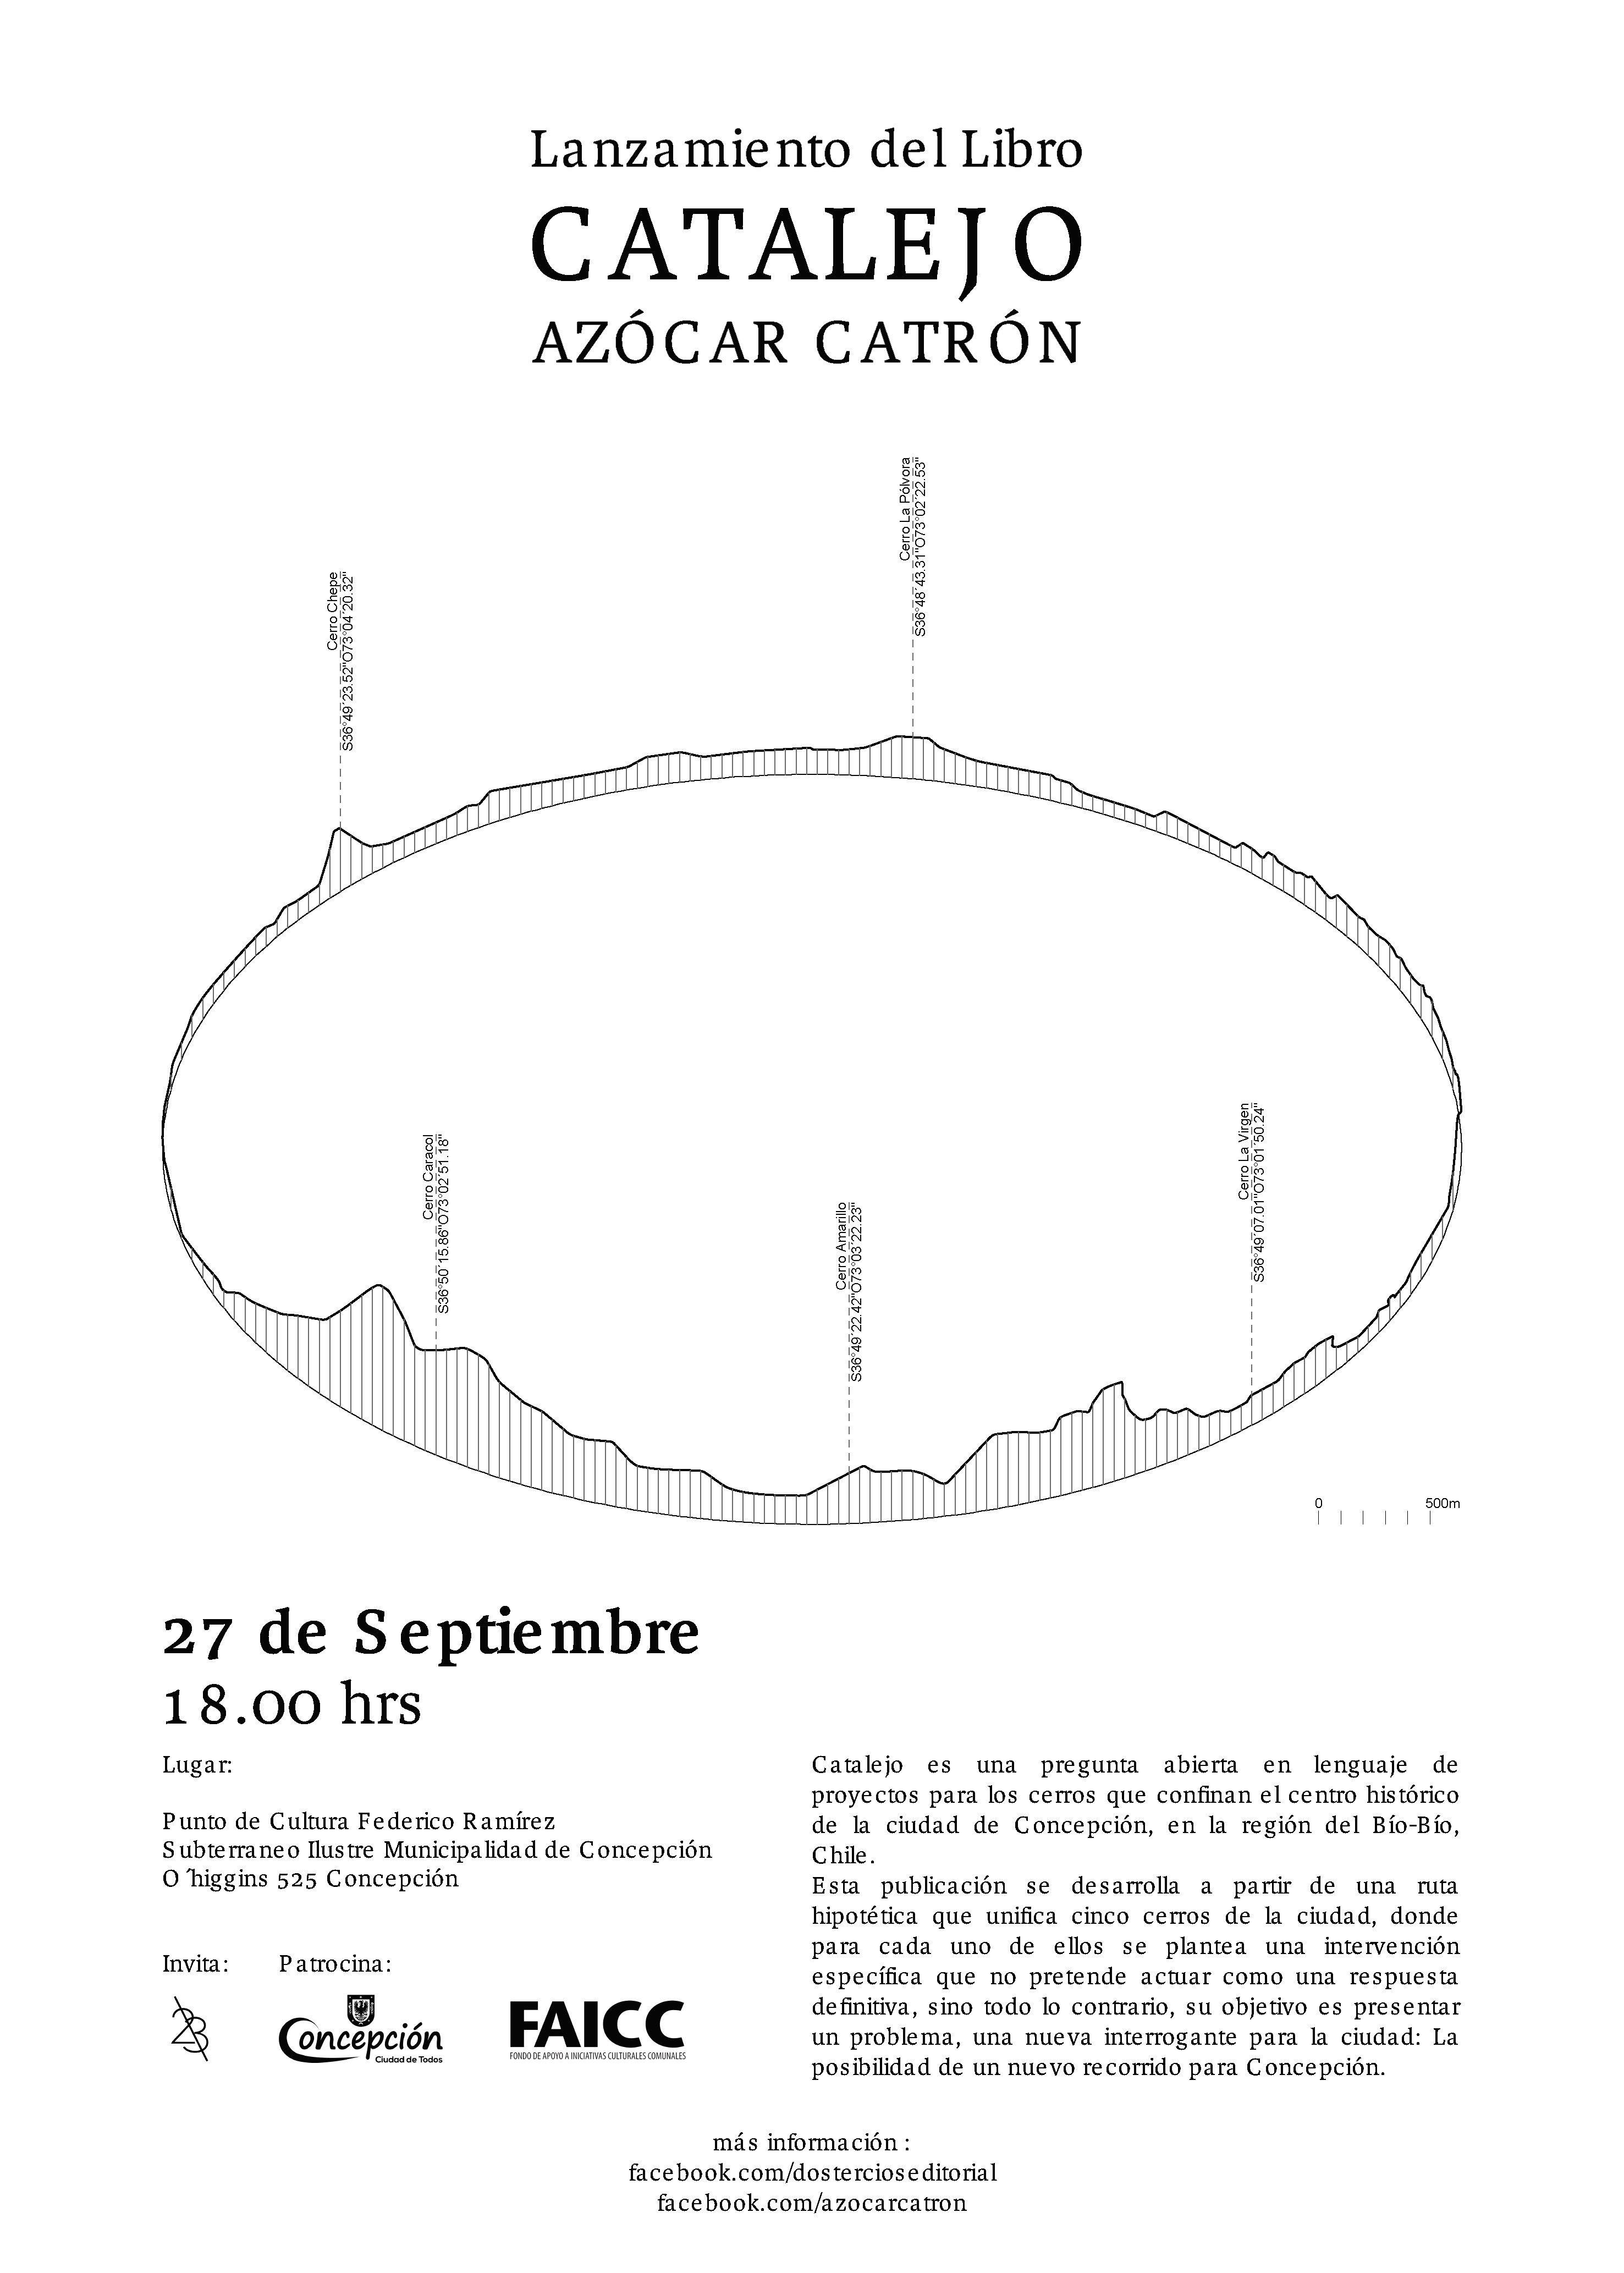 Lanzamiento del Libro
CATALEJO
AZÓCAR CATRÓN
Cerro La Pólvora
S36°48´43.31"O73°02´22.53"
Cerro Chepe
S36°49´23.52"O73°04´20.32"
Cerro Caracol
S36°50´15.86"O73°02´51.18"
Cerro Amarillo
S36°49´22.42"O73°03´22.23"
Cerro La Virgen
S36°49´07.01"O73°01´50.24"
0 500m
27 de Septiembre
18.00 hrs
Lugar:
Punto de Cultura Federico Ramírez
Subterraneo Ilustre Municipalidad de Concepción
O´higgins 525 Concepción
Invita: Patrocina:
23
Concepción
Ciudad de Todos
FAICC
FONDO DE APOYO A INICIATIVAS CULTURALES COMUNALES
Catalejo es una pregunta abierta en lenguaje de
proyectos para los cerros que confinan el centro histórico
de la ciudad de Concepción, en la región del Bío-Bío,
Chile.
Esta publicación se desarrolla a partir de una ruta
hipotética que unifica cinco cerros de la ciudad, donde
para cada uno de ellos se plantea una intervención
específica que no pretende actuar como una respuesta
definitiva, sino todo lo contrario, su objetivo es presentar
un problema, una nueva interrogante para la ciudad: La
posibilidad de un nuevo recorrido para Concepción.
más información :
facebook.com/dostercioseditorial
facebook.com/azocarcatron